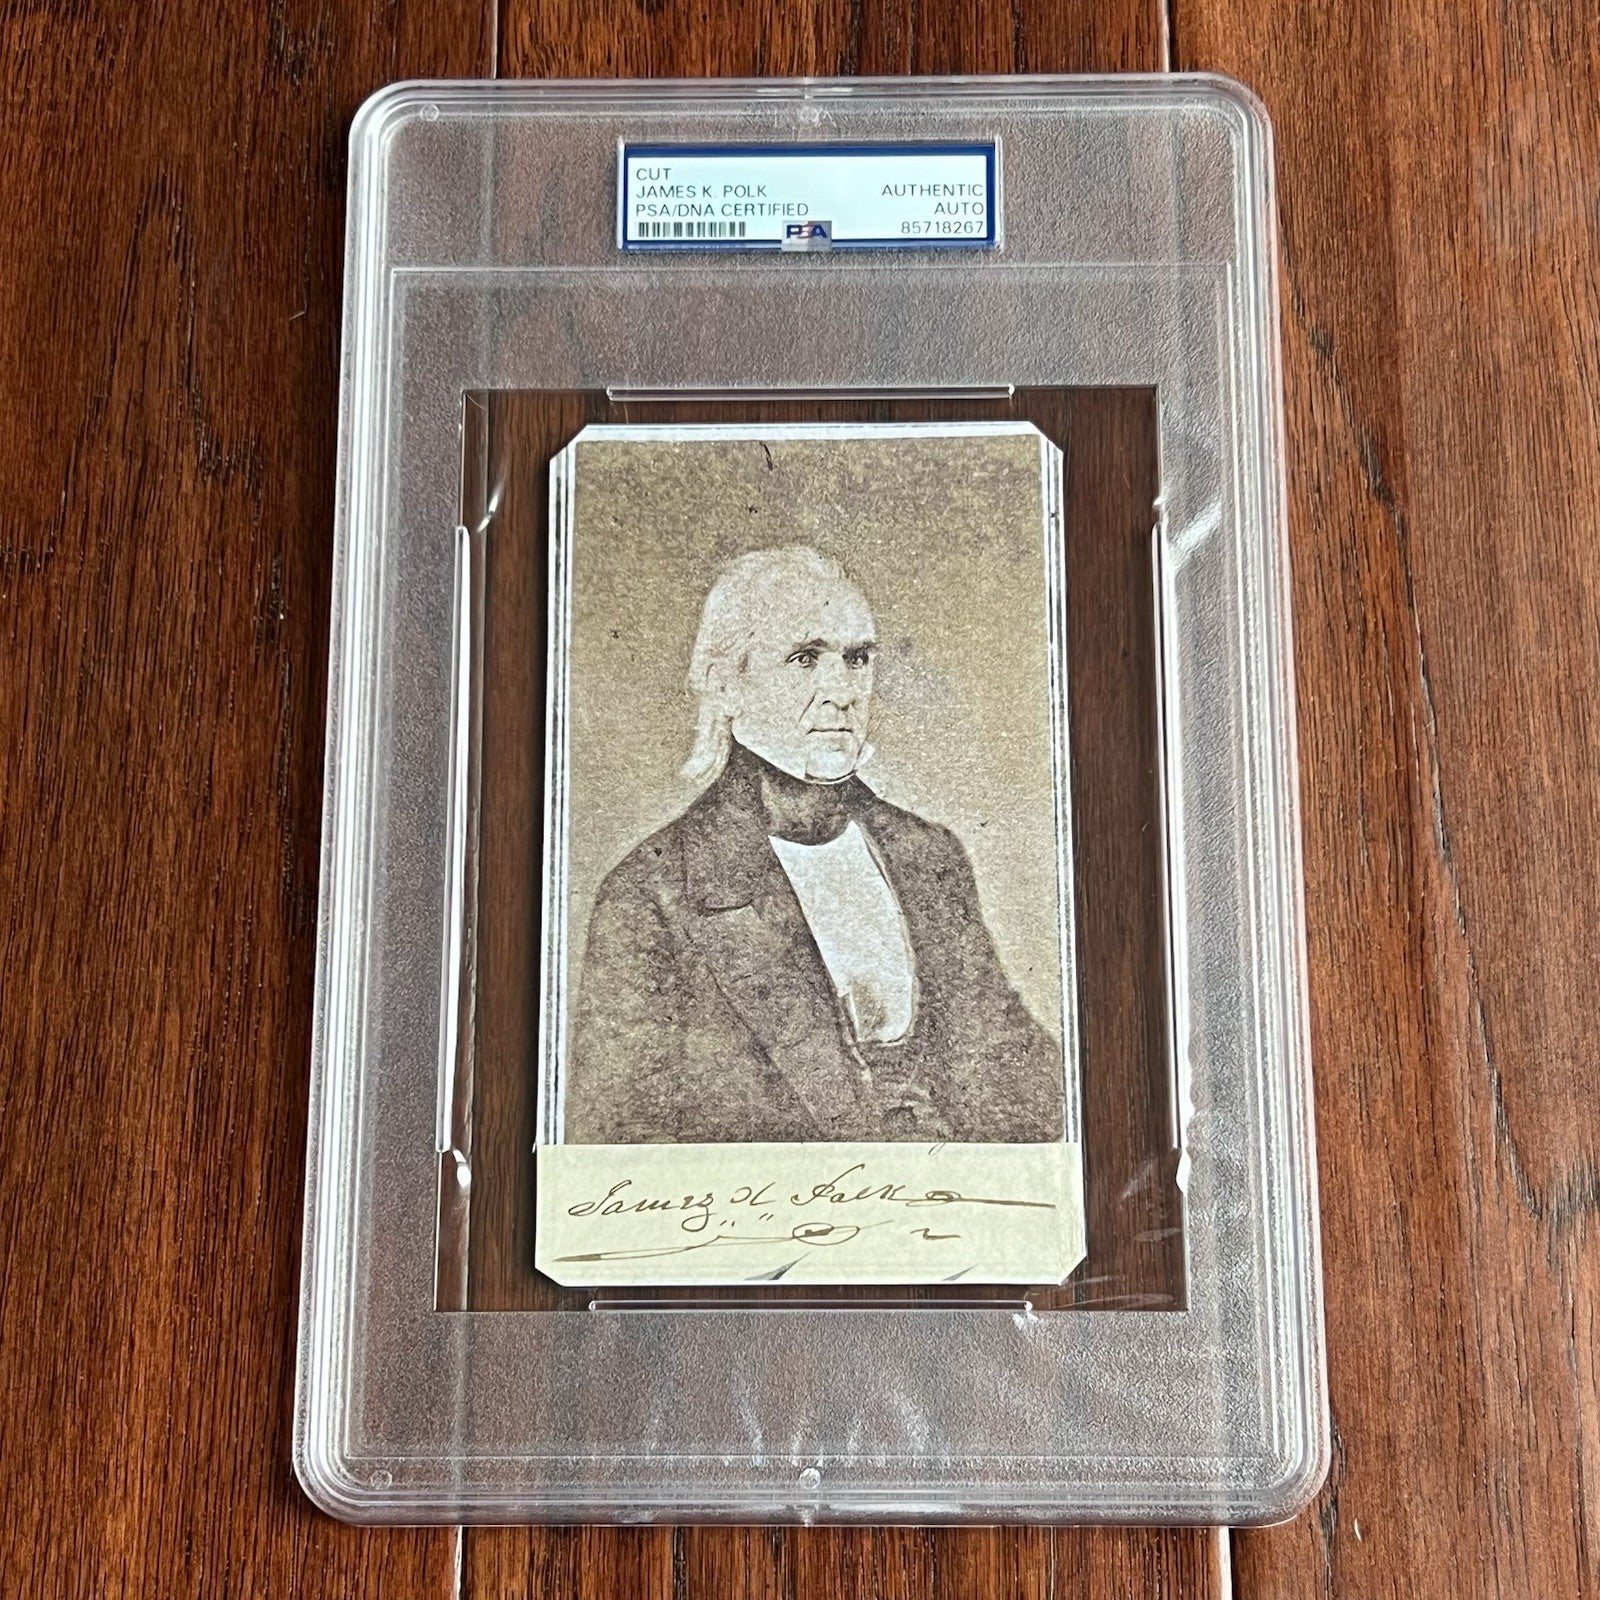 CUT
JAMES K. POLK
PSA/DNA CERTIFIED
AUTHENTIC
AUTO
85718267
PSA
James K. Polk